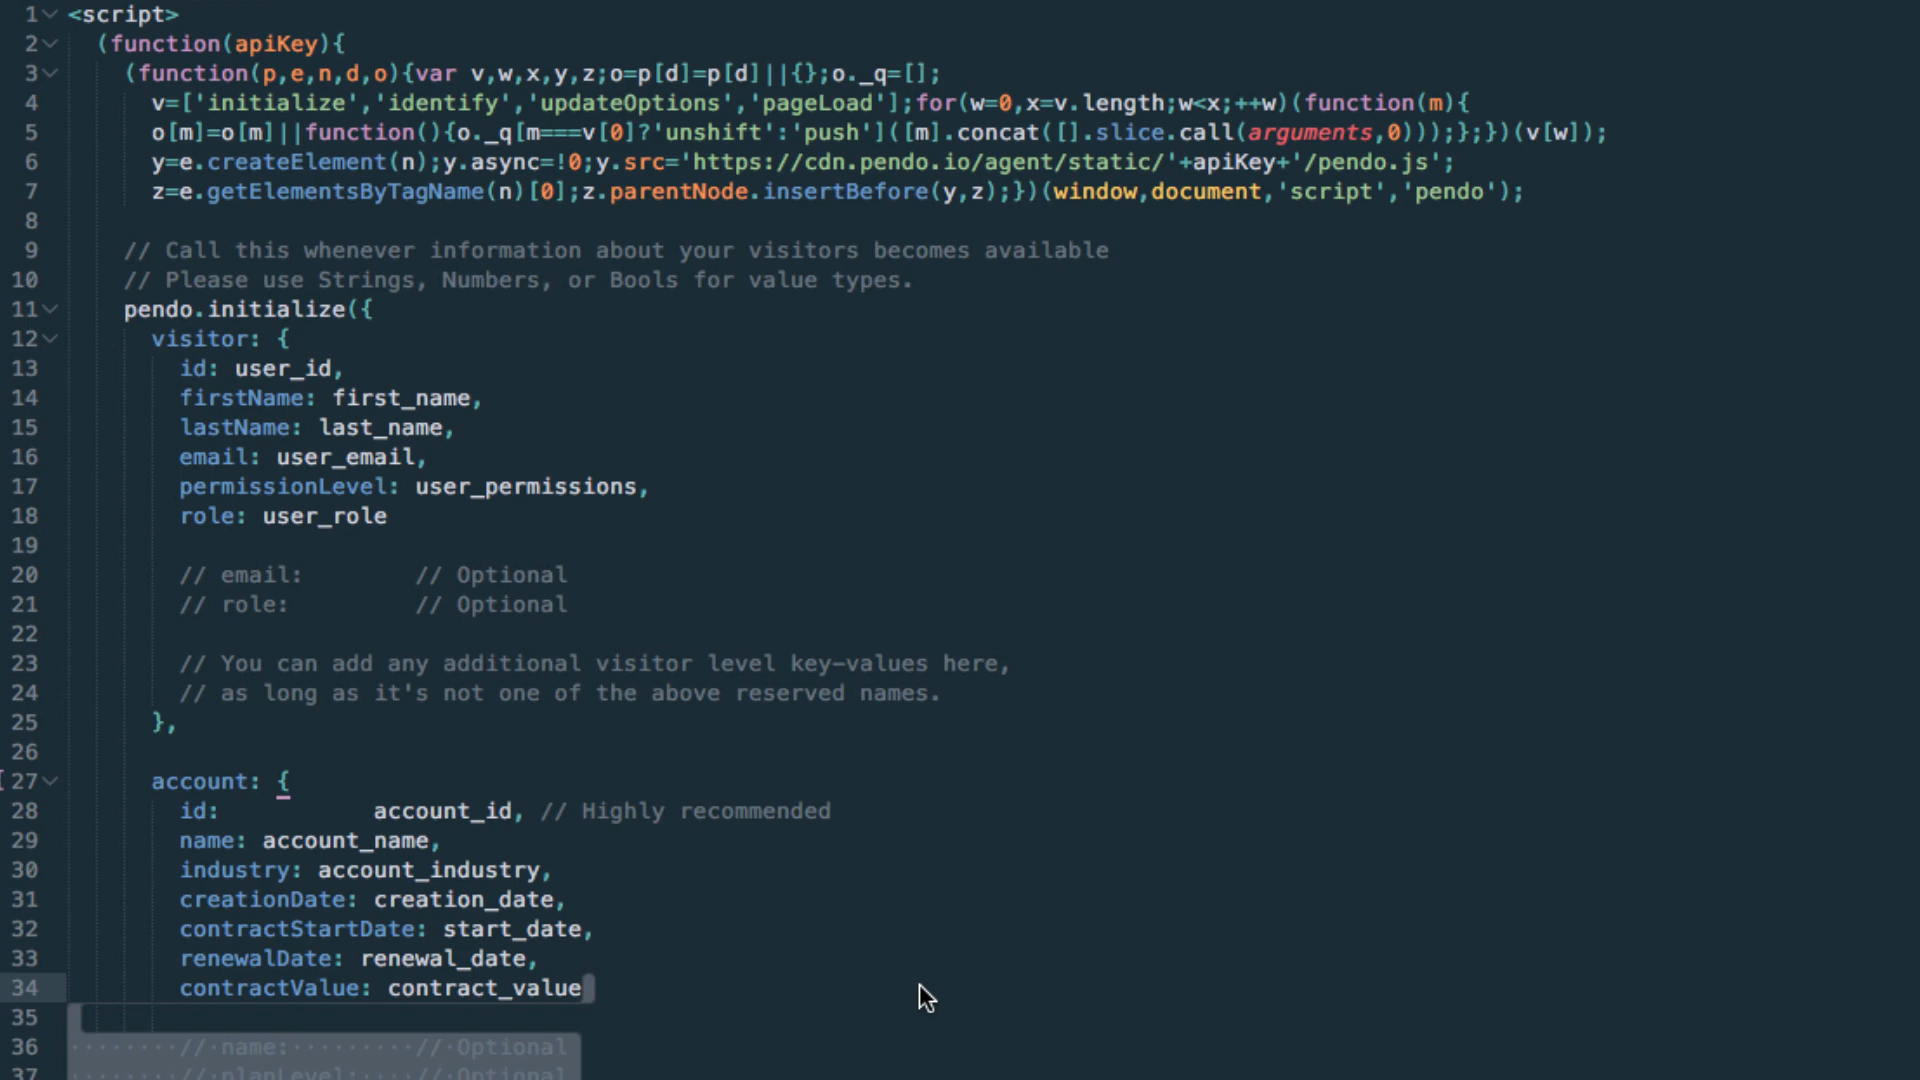 1 <script>
2 (function(apiKey){
3 (function(p,e,n,d,o){var v,w,x,y,z;o=p[d]=p[d]||{};o._q=[];
4 v=['initialize','identify','updateOptions','pageLoad'];for(w=0,x=v.length;w<x;++w)(function(m){
5 o[m]=o[m]||function(){o._q[m===v[0]?'unshift':'push']([m].concat([].slice.call(arguments,0)));};})(v[w]);
6 y=e.createElement(n);y.async=!0;y.src='https://cdn.pendo.io/agent/static/'+apiKey+'/pendo.js';
7 z=e.getElementsByTagName(n)[0];z.parentNode.insertBefore(y,z);})(window,document,'script','pendo');
8
9 // Call this whenever information about your visitors becomes available
10 // Please use Strings, Numbers, or Bools for value types.
11 pendo.initialize({
12 visitor: {
13 id: user_id,
14 firstName: first_name,
15 lastName: last_name,
16 email: user_email,
17 permissionLevel: user_permissions,
18 role: user_role
19
20 // email: // Optional
21 // role: // Optional
22
23 // You can add any additional visitor level key-values here,
24 // as long as it's not one of the above reserved names.
25 },
26
27 account: {
28 id: account_id, // Highly recommended
29 name: account_name,
30 industry: account_industry,
31 creationDate: creation_date,
32 contractStartDate: start_date,
33 renewalDate: renewal_date,
34 contractValue: contract_value
35
36 // name: // Optional
37 // planLevel: // Optional